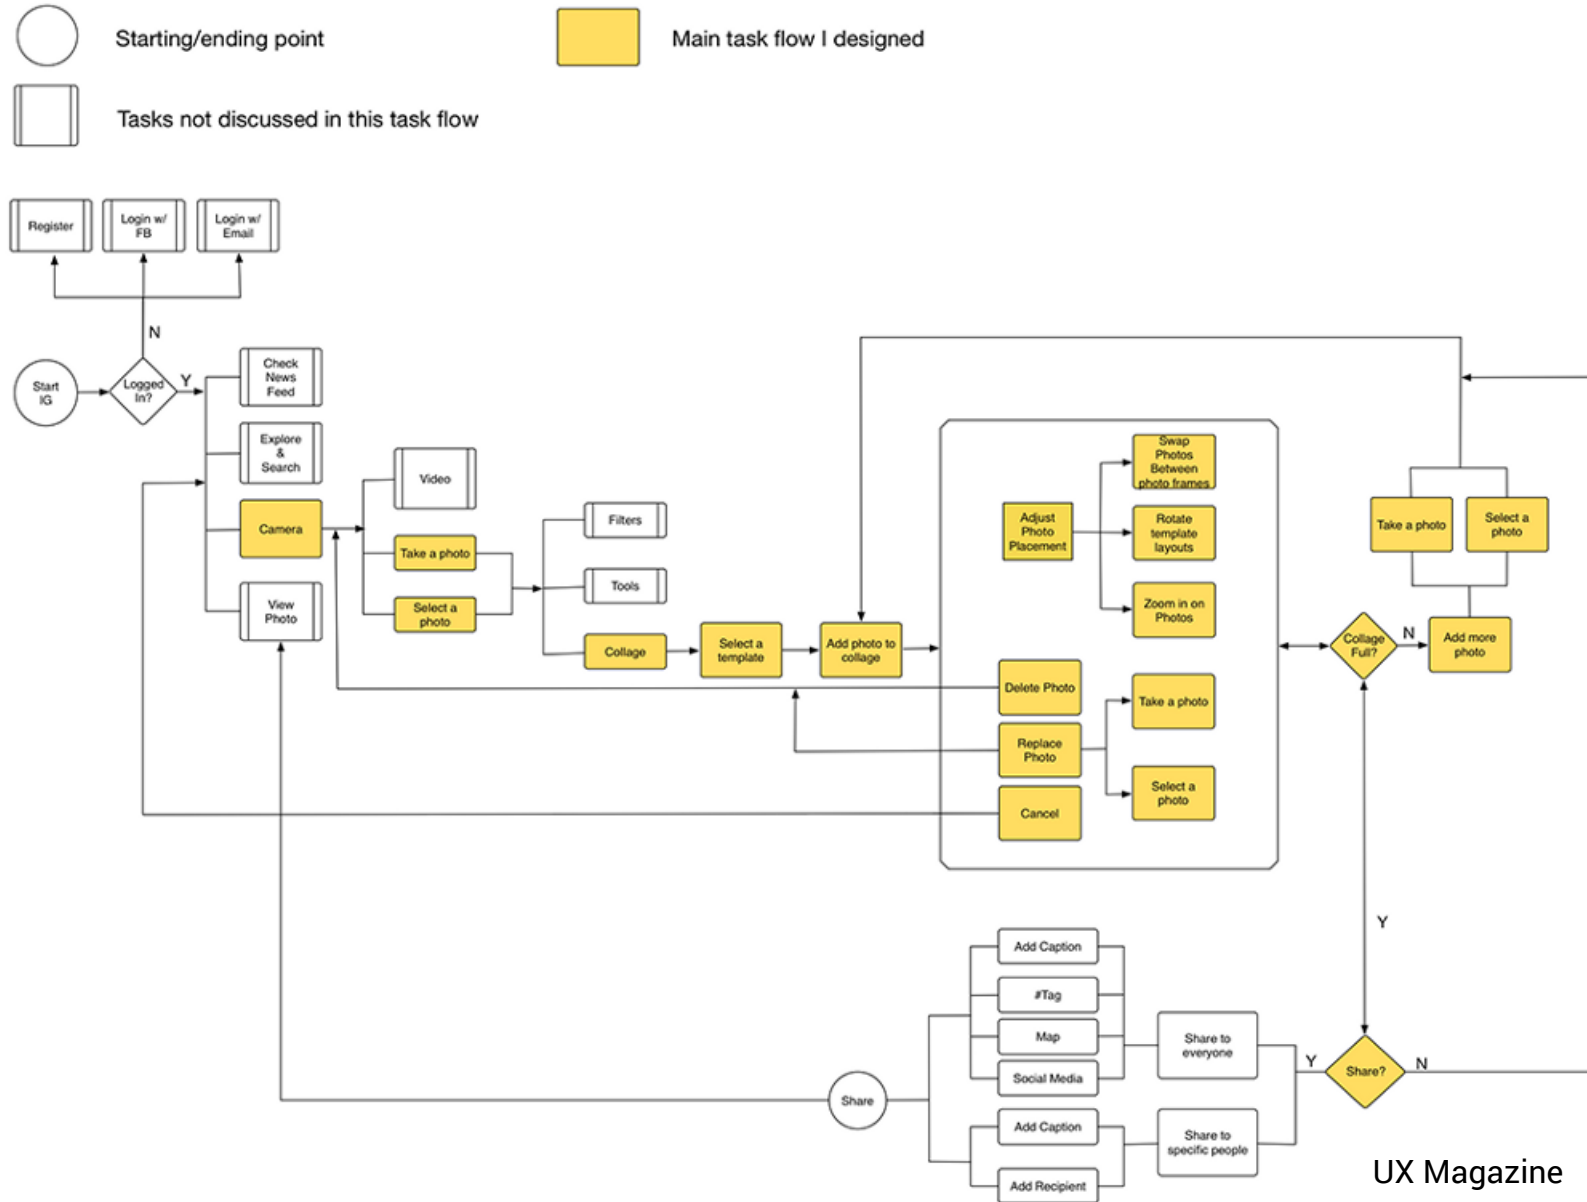 Starting/ending point
Main task flow I designed
Tasks not discussed in this task flow
Register
Login w/
FB
Login w/
Email
N
Start
IG
Logged
In?
Y
Check
News
Feed
Explore
&
Search
Camera
View
Photo
Video
Take a photo
Select a
photo
Filters
Tools
Collage
Select a
template
Add photo to
collage
Adjust
Photo
Placement
Swap
Photos
Between
photo frames
Rotate
template
layouts
Zoom in on
Photos
Delete Photo
Replace
Photo
Take a photo
Select a
photo
Cancel
Collage
Full?
N
Add more
photo
Take a photo
Select a
photo
Y
Share?
N
Y
Share to
everyone
Share to
specific people
Add Caption
#Tag
Map
Social Media
Add Caption
Add Recipient
Share
UX Magazine